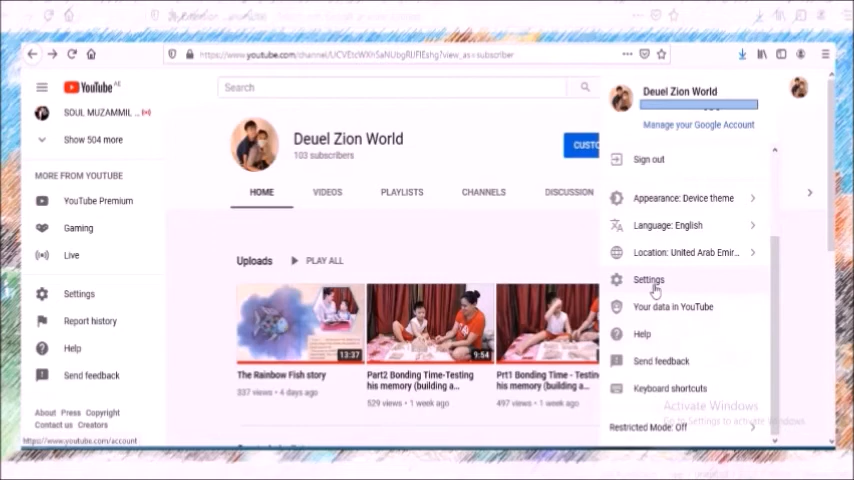 https://www.youtube.com/channel/
view_as=subscriber
YouTube AE
Search
SOUL MUZAMMIL ...
Show 504 more
MORE FROM YOUTUBE
YouTube Premium
Gaming
Live
Settings
Report history
Help
Send feedback
About Press Copyright
Contact us Creators
https://www.youtube.com/account
Deuel Zion World
103 subscribers
CUSTO
HOME VIDEOS PLAYLISTS CHANNELS DISCUSSION
Uploads PLAY ALL
13:37
9:54
The Rainbow Fish story
337 views • 4 days ago
Part2 Bonding Time-Testing
his memory (building a...
529 views • 1 week ago
Prt1 Bonding Time - Testin
his memory (building a...
497 views • 1 week ago
Deuel Zion World
Manage your Google Account
Sign out
Appearance: Device theme
Language: English
Location: United Arab Emir...
Settings
Your data in YouTube
Help
Send feedback
Keyboard shortcuts
Restricted Mode: Off
Activate Windows
Go to Settings to activate Windows.